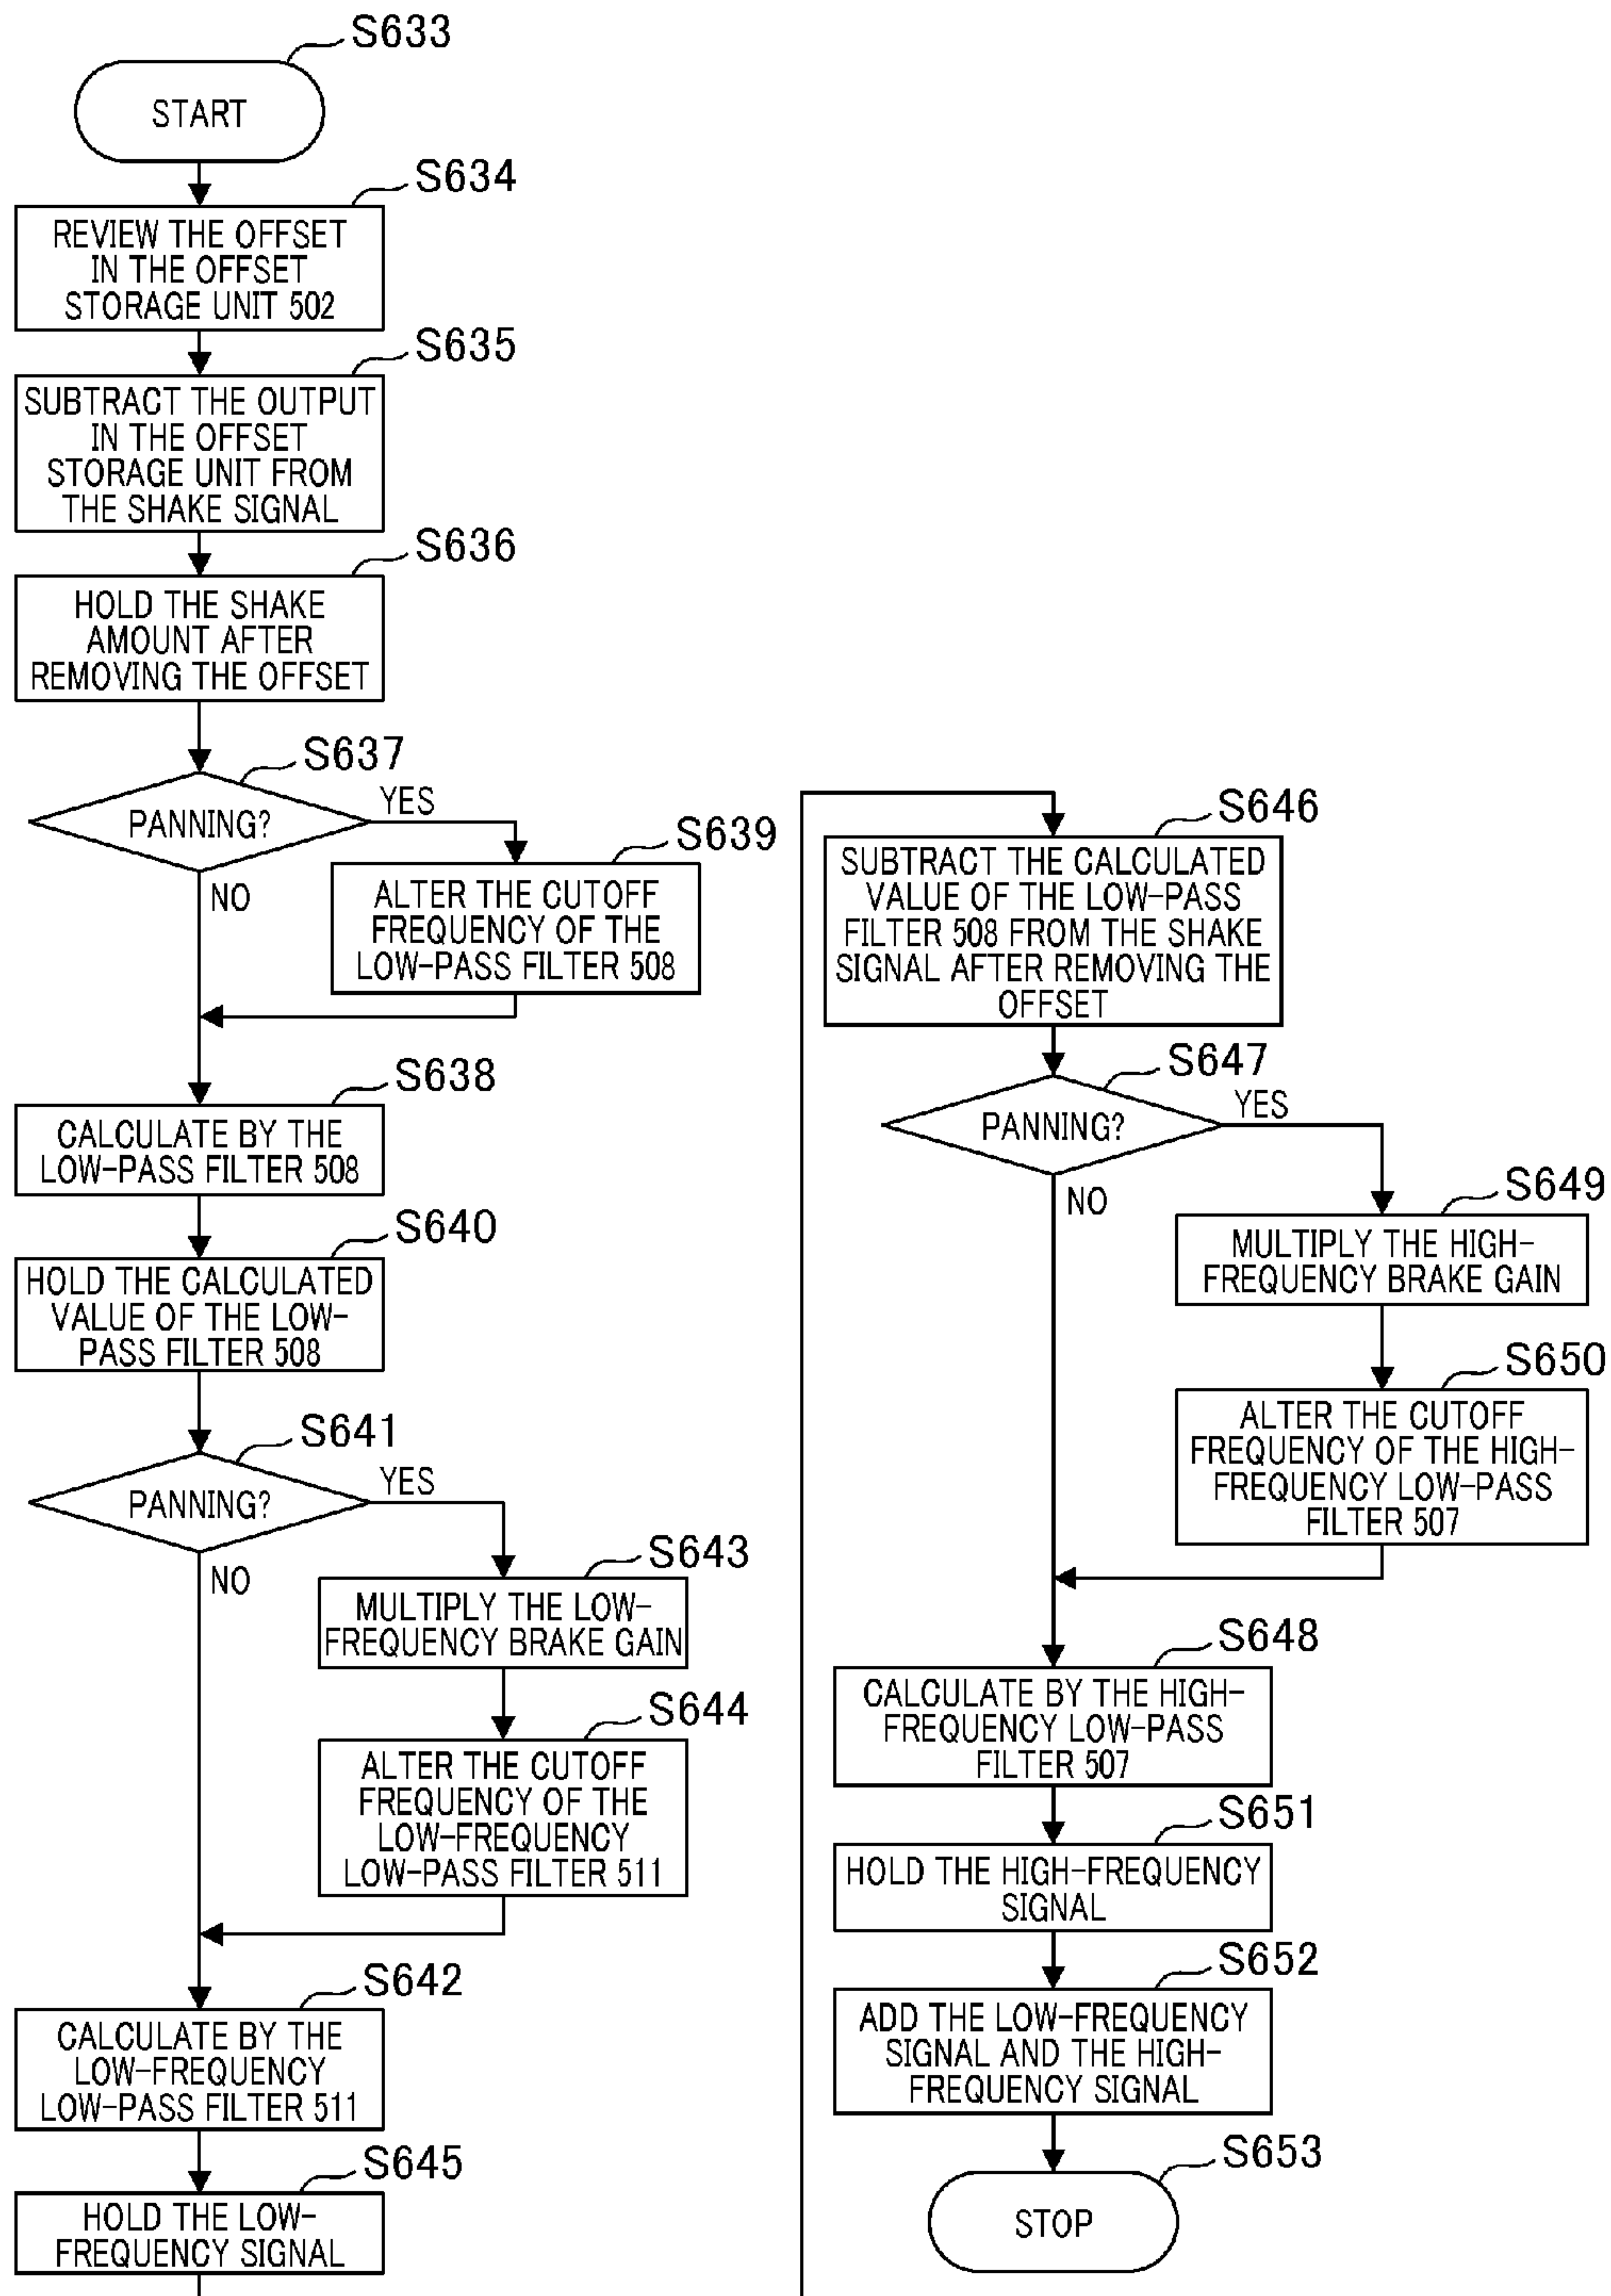 S633
START
S634
REVIEW THE OFFSET
IN THE OFFSET
STORAGE UNIT 502
S635
SUBTRACT THE OUTPUT
IN THE OFFSET
STORAGE UNIT FROM
THE SHAKE SIGNAL
S636
HOLD THE SHAKE
AMOUNT AFTER
REMOVING THE OFFSET
S637
PANNING?
YES
NO
S639
ALTER THE CUTOFF
FREQUENCY OF THE
LOW-PASS FILTER 508
S638
CALCULATE BY THE
LOW-PASS FILTER 508
S640
HOLD THE CALCULATED
VALUE OF THE LOW-
PASS FILTER 508
S641
PANNING?
YES
NO
S643
MULTIPLY THE LOW-
FREQUENCY BRAKE GAIN
S644
ALTER THE CUTOFF
FREQUENCY OF THE
LOW-FREQUENCY
LOW-PASS FILTER 511
S642
CALCULATE BY THE
LOW-FREQUENCY
LOW-PASS FILTER 511
S645
HOLD THE LOW-
FREQUENCY SIGNAL
S646
SUBTRACT THE CALCULATED
VALUE OF THE LOW-PASS
FILTER 508 FROM THE SHAKE
SIGNAL AFTER REMOVING THE
OFFSET
S647
PANNING?
YES
NO
S649
MULTIPLY THE HIGH-
FREQUENCY BRAKE GAIN
S650
ALTER THE CUTOFF
FREQUENCY OF THE HIGH-
FREQUENCY LOW-PASS
FILTER 507
S648
CALCULATE BY THE HIGH-
FREQUENCY LOW-PASS
FILTER 507
S651
HOLD THE HIGH-FREQUENCY
SIGNAL
S652
ADD THE LOW-FREQUENCY
SIGNAL AND THE HIGH-
FREQUENCY SIGNAL
S653
STOP